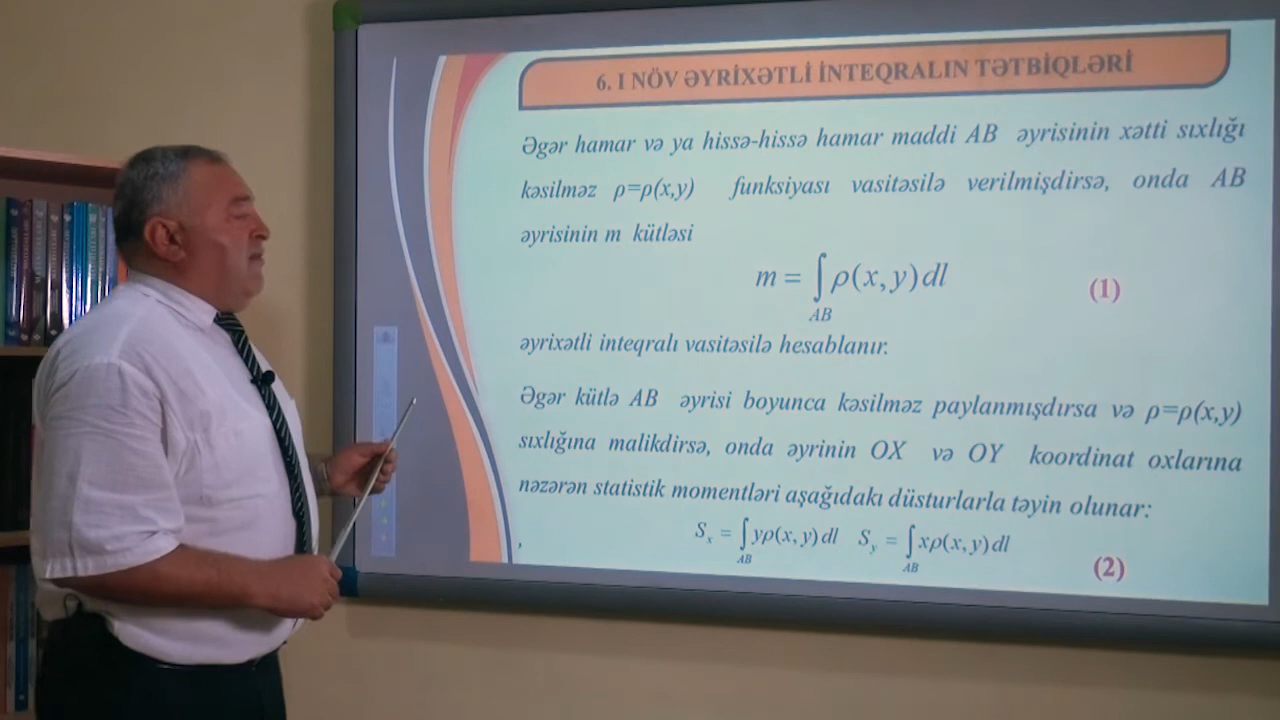 6. I NÖV ƏYRİXƏTLİ İNTEQRALIN TƏTBİQLƏRİ
Əgər hamar və ya hissə-hissə hamar maddi AB əyrisinin xətti sıxlığı
kəsilməz ρ=ρ(x,y) funksiyası vasitəsilə verilmişdirsə, onda AB
əyrisinin m kütləsi
m = ∫_{AB} ρ(x, y) dl (1)
əyrixətli inteqralı vasitəsilə hesablanır.
Əgər kütlə AB əyrisi boyunca kəsilməz paylanmışdırsa və ρ=ρ(x,y)
sıxlığına malikdirsə, onda əyrinin OX və OY koordinat oxlarına
nəzərən statistik momentləri aşağıdakı düsturlarla təyin olunar:
, S_x = ∫_{AB} yρ(x, y) dl S_y = ∫_{AB} xρ(x, y) dl (2)